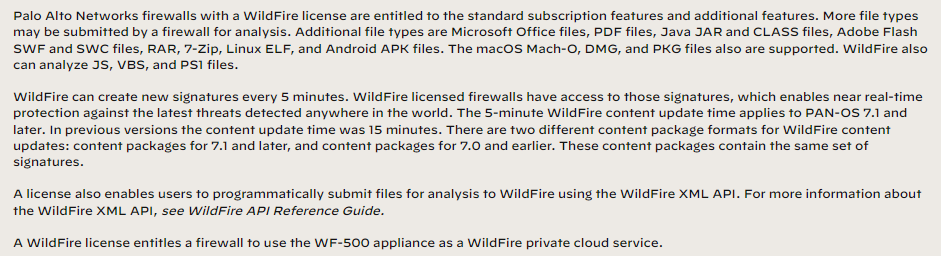 Palo Alto Networks firewalls with a WildFire license are entitled to the standard subscription features and additional features. More file types
may be submitted by a firewall for analysis. Additional file types are Microsoft Office files, PDF files, Java JAR and CLASS files, Adobe Flash
SWF and SWC files, RAR, 7-Zip, Linux ELF, and Android APK files. The macOS Mach-O, DMG, and PKG files also are supported. WildFire also
can analyze JS, VBS, and PS1 files.
WildFire can create new signatures every 5 minutes. WildFire licensed firewalls have access to those signatures, which enables near real-time
protection against the latest threats detected anywhere in the world. The 5-minute WildFire content update time applies to PAN-OS 7.1 and
later. In previous versions the content update time was 15 minutes. There are two different content package formats for WildFire content
updates: content packages for 7.1 and later, and content packages for 7.0 and earlier. These content packages contain the same set of
signatures.
A license also enables users to programmatically submit files for analysis to WildFire using the WildFire XML API. For more information about
the WildFire XML API, see WildFire API Reference Guide.
A WildFire license entitles a firewall to use the WF-500 appliance as a WildFire private cloud service.